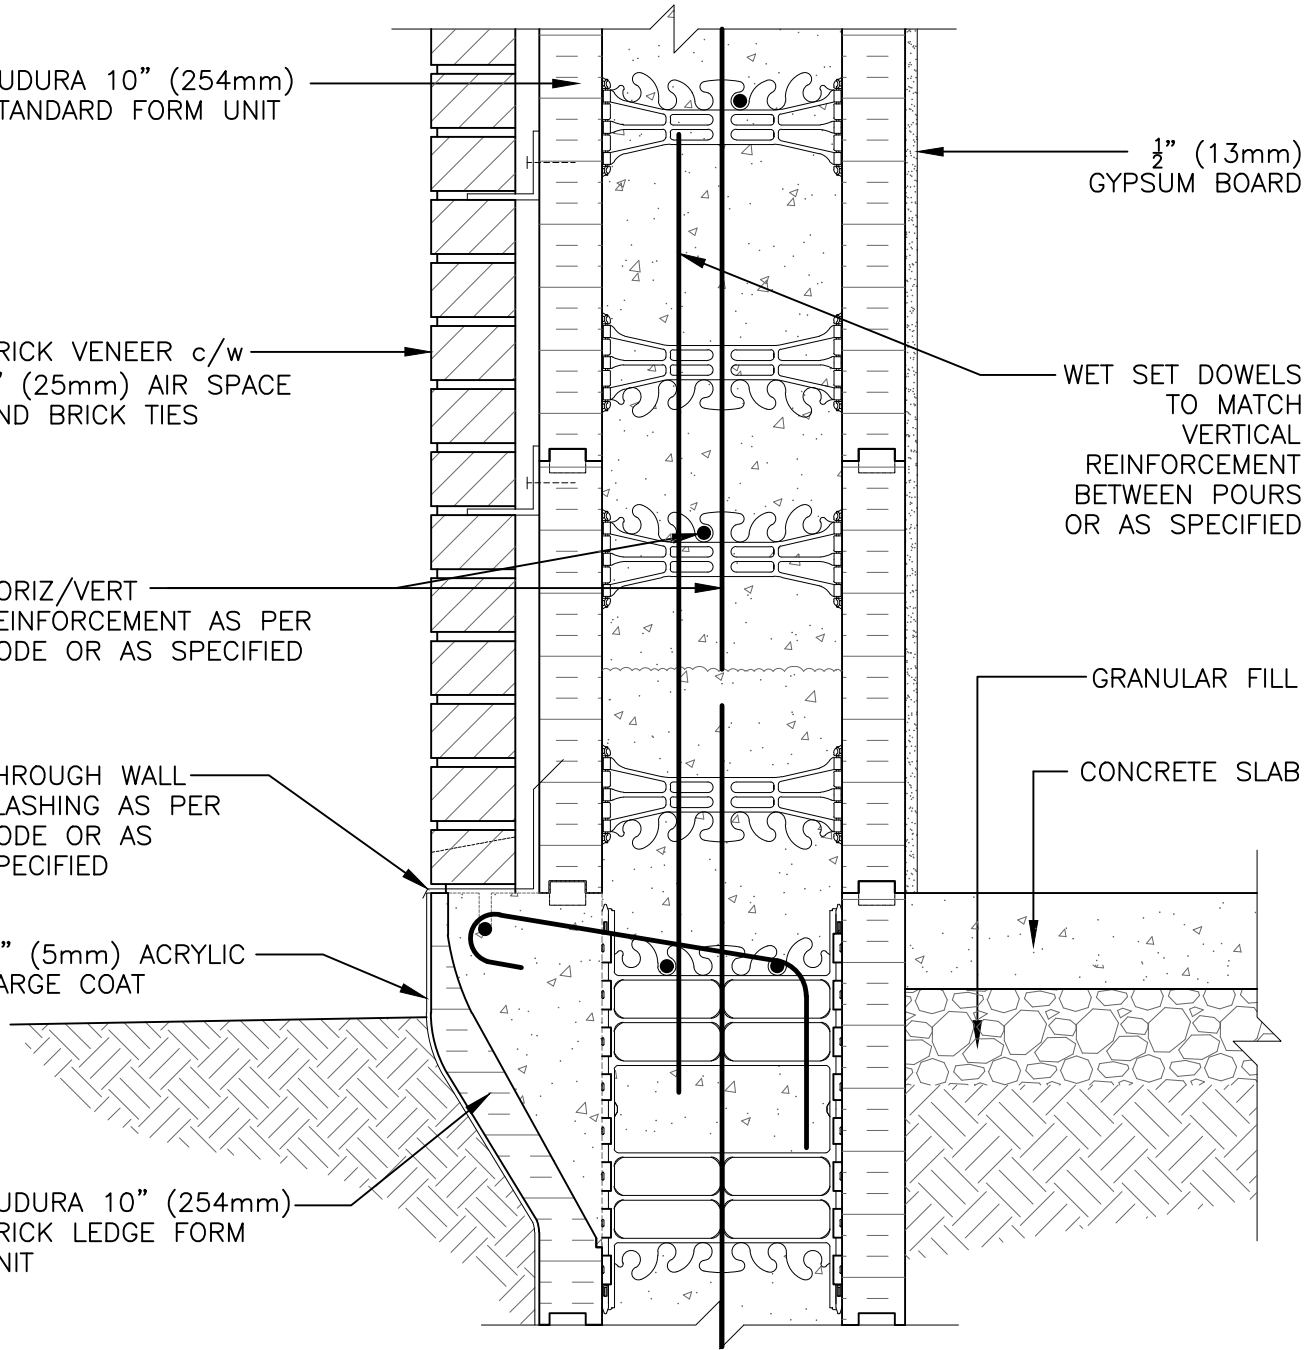 UDURA 10” (254mm)
TANDARD FORM UNIT
RICK VENEER c/w
” (25mm) AIR SPACE
ND BRICK TIES
ORIZ/VERT
EINFORCEMENT AS PER
ODE OR AS SPECIFIED
HROUGH WALL
LASHING AS PER
ODE OR AS
PECIFIED
” (5mm) ACRYLIC
ARGE COAT
UDURA 10” (254mm)
RICK LEDGE FORM
NIT
½” (13mm)
GYPSUM BOARD
WET SET DOWELS
TO MATCH
VERTICAL
REINFORCEMENT
BETWEEN POURS
OR AS SPECIFIED
GRANULAR FILL
CONCRETE SLAB